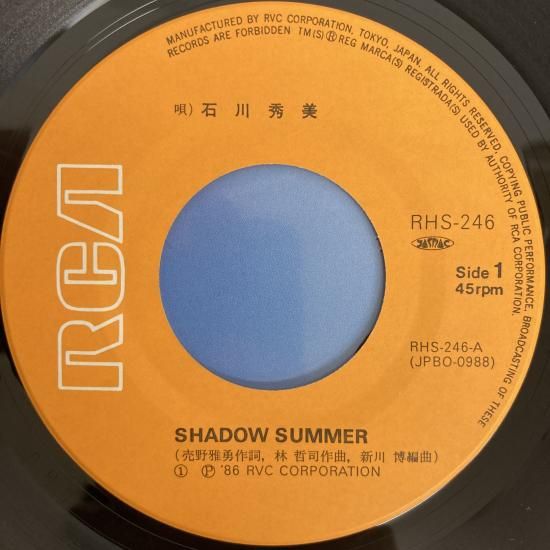 MANUFACTURED BY RVC CORPORATION, TOKYO, JAPAN. ALL RIGHTS RESERVED. COPYING PUBLIC PERFORMANCE, BROADCASTING OF THESE
RECORDS ARE FORBIDDEN TM(S)®REG MARCA(S) REGISTRADA(S) USED BY AUTHORITY OF RCA CORPORATION.
唄) 石川秀美
RCA
RHS-246
JASRAC
Side 1
45rpm
RHS-246-A
(JPBO-0988)
SHADOW SUMMER
(売野雅勇作詞, 林 哲司作曲, 新川 博編曲)
① Ⓟ '86 RVC CORPORATION